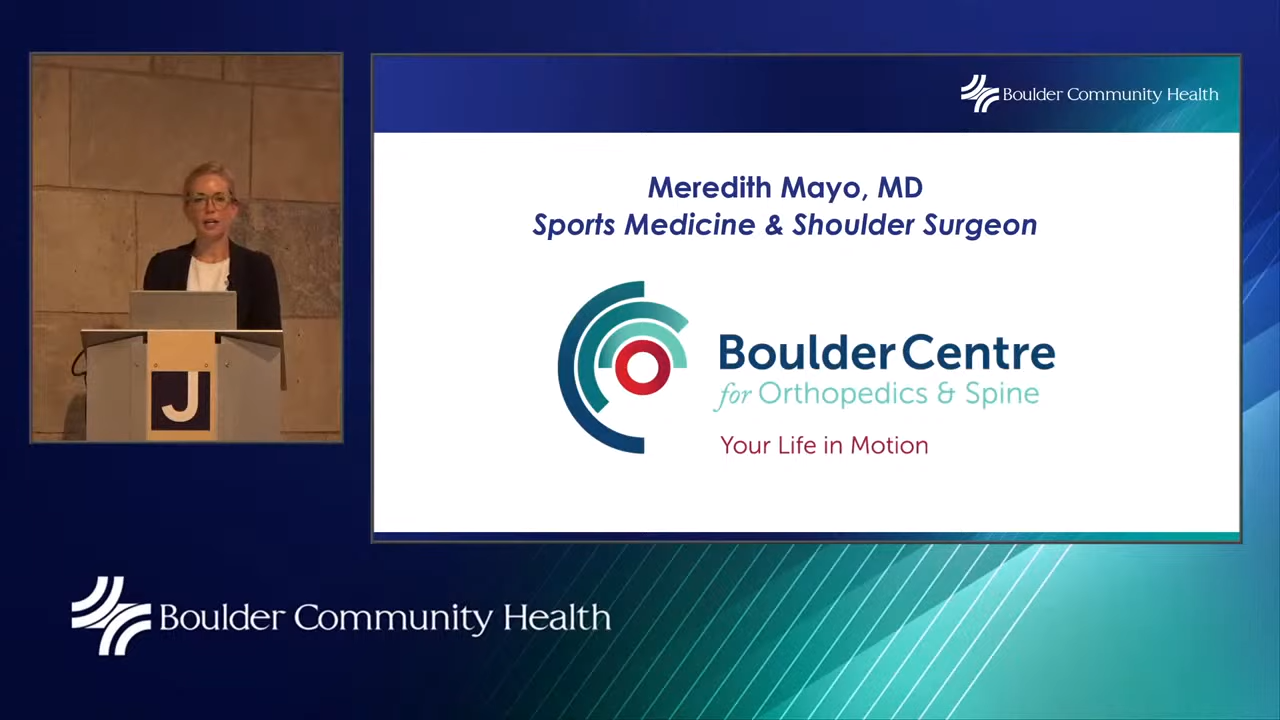 Boulder Community Health
Meredith Mayo, MD
Sports Medicine & Shoulder Surgeon
Boulder Centre
for Orthopedics & Spine
Your Life in Motion
J
Boulder Community Health